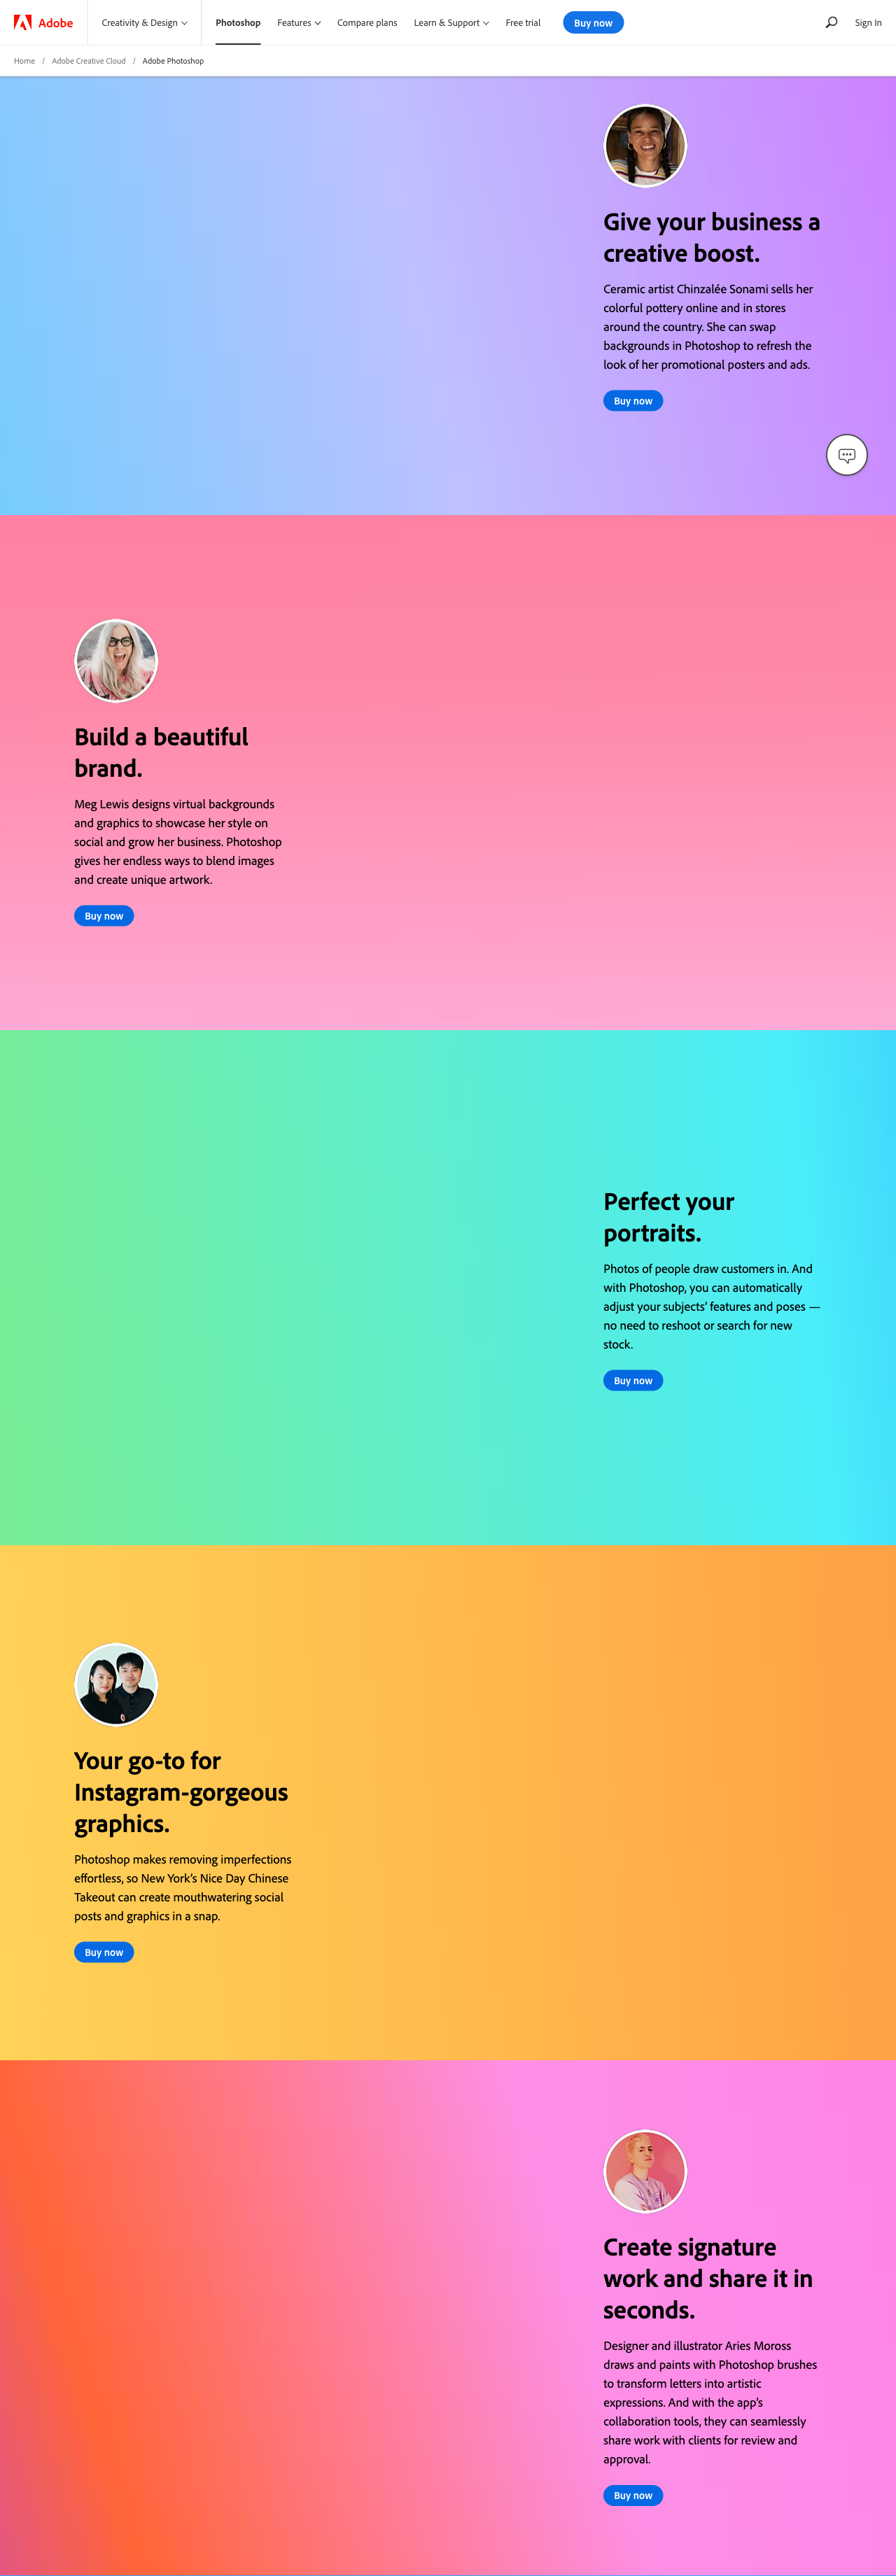 Adobe
Creativity & Design
Photoshop
Features
Compare plans
Learn & Support
Free trial
Buy now
Sign In
Home / Adobe Creative Cloud / Adobe Photoshop
Give your business a
creative boost.
Ceramic artist Chinzalée Sonami sells her
colorful pottery online and in stores
around the country. She can swap
backgrounds in Photoshop to refresh the
look of her promotional posters and ads.
Buy now
Build a beautiful
brand.
Meg Lewis designs virtual backgrounds
and graphics to showcase her style on
social and grow her business. Photoshop
gives her endless ways to blend images
and create unique artwork.
Buy now
Perfect your
portraits.
Photos of people draw customers in. And
with Photoshop, you can automatically
adjust your subjects’ features and poses —
no need to reshoot or search for new
stock.
Buy now
Your go-to for
Instagram-gorgeous
graphics.
Photoshop makes removing imperfections
effortless, so New York’s Nice Day Chinese
Takeout can create mouthwatering social
posts and graphics in a snap.
Buy now
Create signature
work and share it in
seconds.
Designer and illustrator Aries Moross
draws and paints with Photoshop brushes
to transform letters into artistic
expressions. And with the app’s
collaboration tools, they can seamlessly
share work with clients for review and
approval.
Buy now